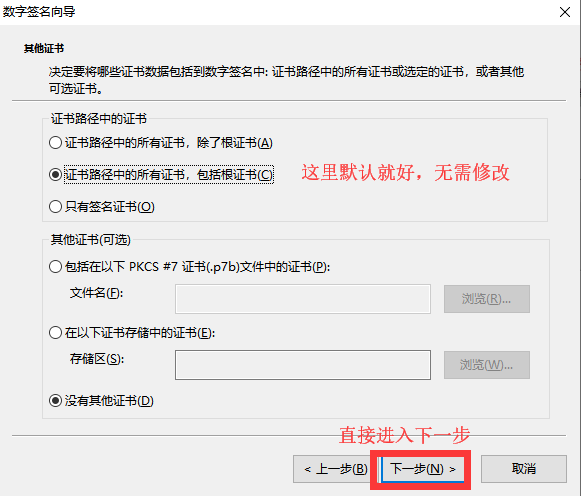 数字签名向导
其他证书
决定要将哪些证书数据包括到数字签名中: 证书路径中的所有证书或选定的证书，或者其他
可选证书。
证书路径中的证书
证书路径中的所有证书，除了根证书(A)
证书路径中的所有证书，包括根证书(C)
这里默认就好，无需修改
只有签名证书(O)
其他证书(可选)
包括在以下 PKCS #7 证书(.p7b)文件中的证书(P):
文件名(F):
浏览(R)...
在以下证书存储中的证书(E):
存储区(S):
浏览(W)...
没有其他证书(D)
直接进入下一步
< 上一步(B)
下一步(N) >
取消